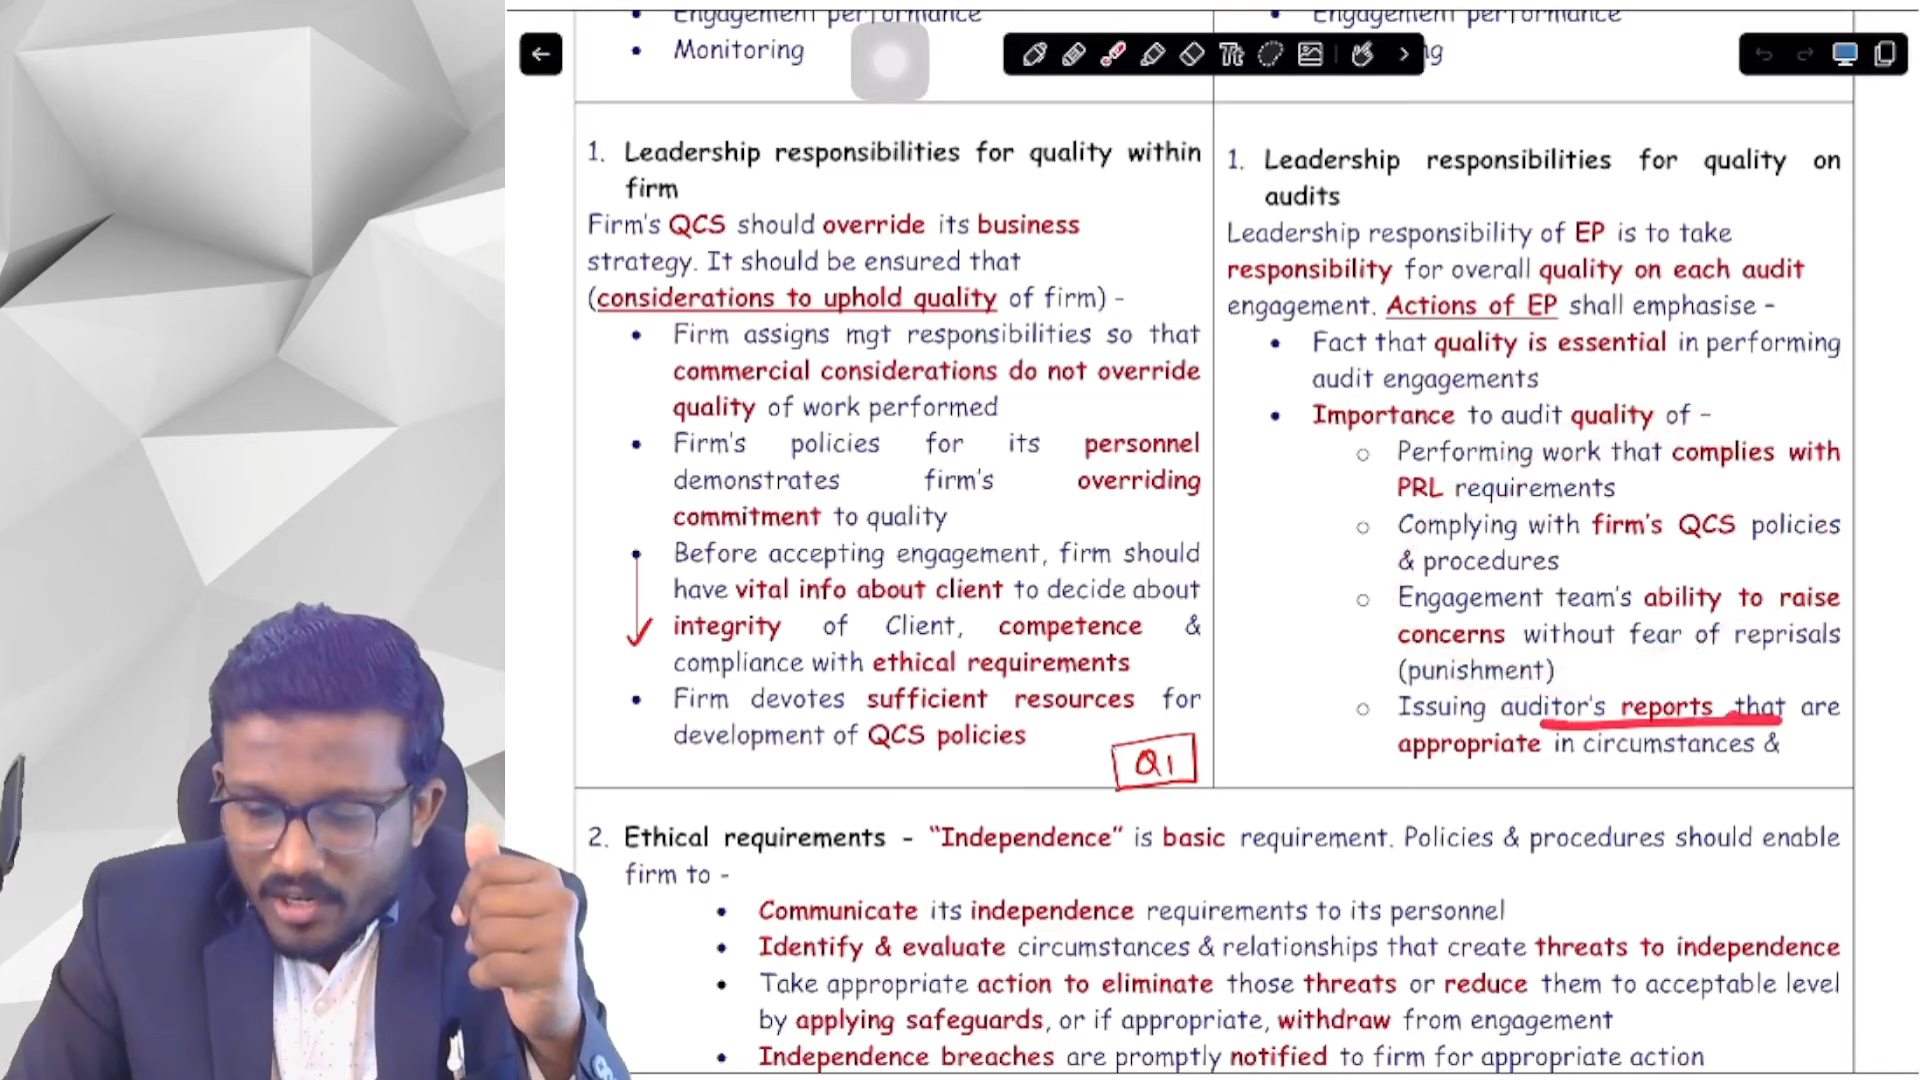 Engagement performance
Monitoring
1. Leadership responsibilities for quality within
firm
Firm's QCS should override its business
strategy. It should be ensured that
(considerations to uphold quality of firm) -
Firm assigns mgt responsibilities so that
commercial considerations do not override
quality of work performed
Firm's policies for its personnel
demonstrates firm's overriding
commitment to quality
Before accepting engagement, firm should
have vital info about client to decide about
integrity of Client, competence &
compliance with ethical requirements
Firm devotes sufficient resources for
development of QCS policies
Q1
Engagement performance
Tt
ng
1. Leadership responsibilities for quality on
audits
Leadership responsibility of EP is to take
responsibility for overall quality on each audit
engagement. Actions of EP shall emphasise -
Fact that quality is essential in performing
audit engagements
Importance to audit quality of -
Performing work that complies with
PRL requirements
Complying with firm's QCS policies
& procedures
Engagement team's ability to raise
concerns without fear of reprisals
(punishment)
Issuing auditor's reports that are
appropriate in circumstances &
2. Ethical requirements - "Independence" is basic requirement. Policies & procedures should enable
firm to -
Communicate its independence requirements to its personnel
Identify & evaluate circumstances & relationships that create threats to independence
Take appropriate action to eliminate those threats or reduce them to acceptable level
by applying safeguards, or if appropriate, withdraw from engagement
Independence breaches are promptly notified to firm for appropriate action